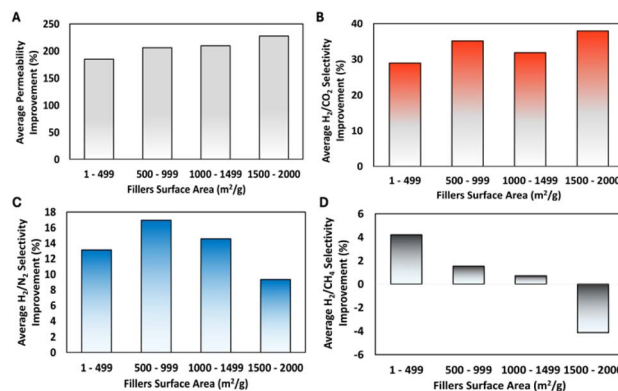 A
Average Permeability
Improvement (%)
250
200
150
100
50
0
1 - 499
500 - 999
1000 - 1499
1500 - 2000
Fillers Surface Area (m²/g)
B
Average H₂/CO₂ Selectivity
Improvement (%)
40
30
20
10
0
1 - 499
500 - 999
1000 - 1499
1500 - 2000
Fillers Surface Area (m²/g)
C
Average H₂/N₂ Selectivity
Improvement (%)
18
16
14
12
10
8
6
4
2
0
1 - 499
500 - 999
1000 - 1499
1500 - 2000
Fillers Surface Area (m²/g)
D
Average H₂/CH₄ Selectivity
Improvement (%)
6
4
2
0
-2
-4
-6
1 - 499
500 - 999
1000 - 1499
1500 - 2000
Fillers Surface Area (m²/g)